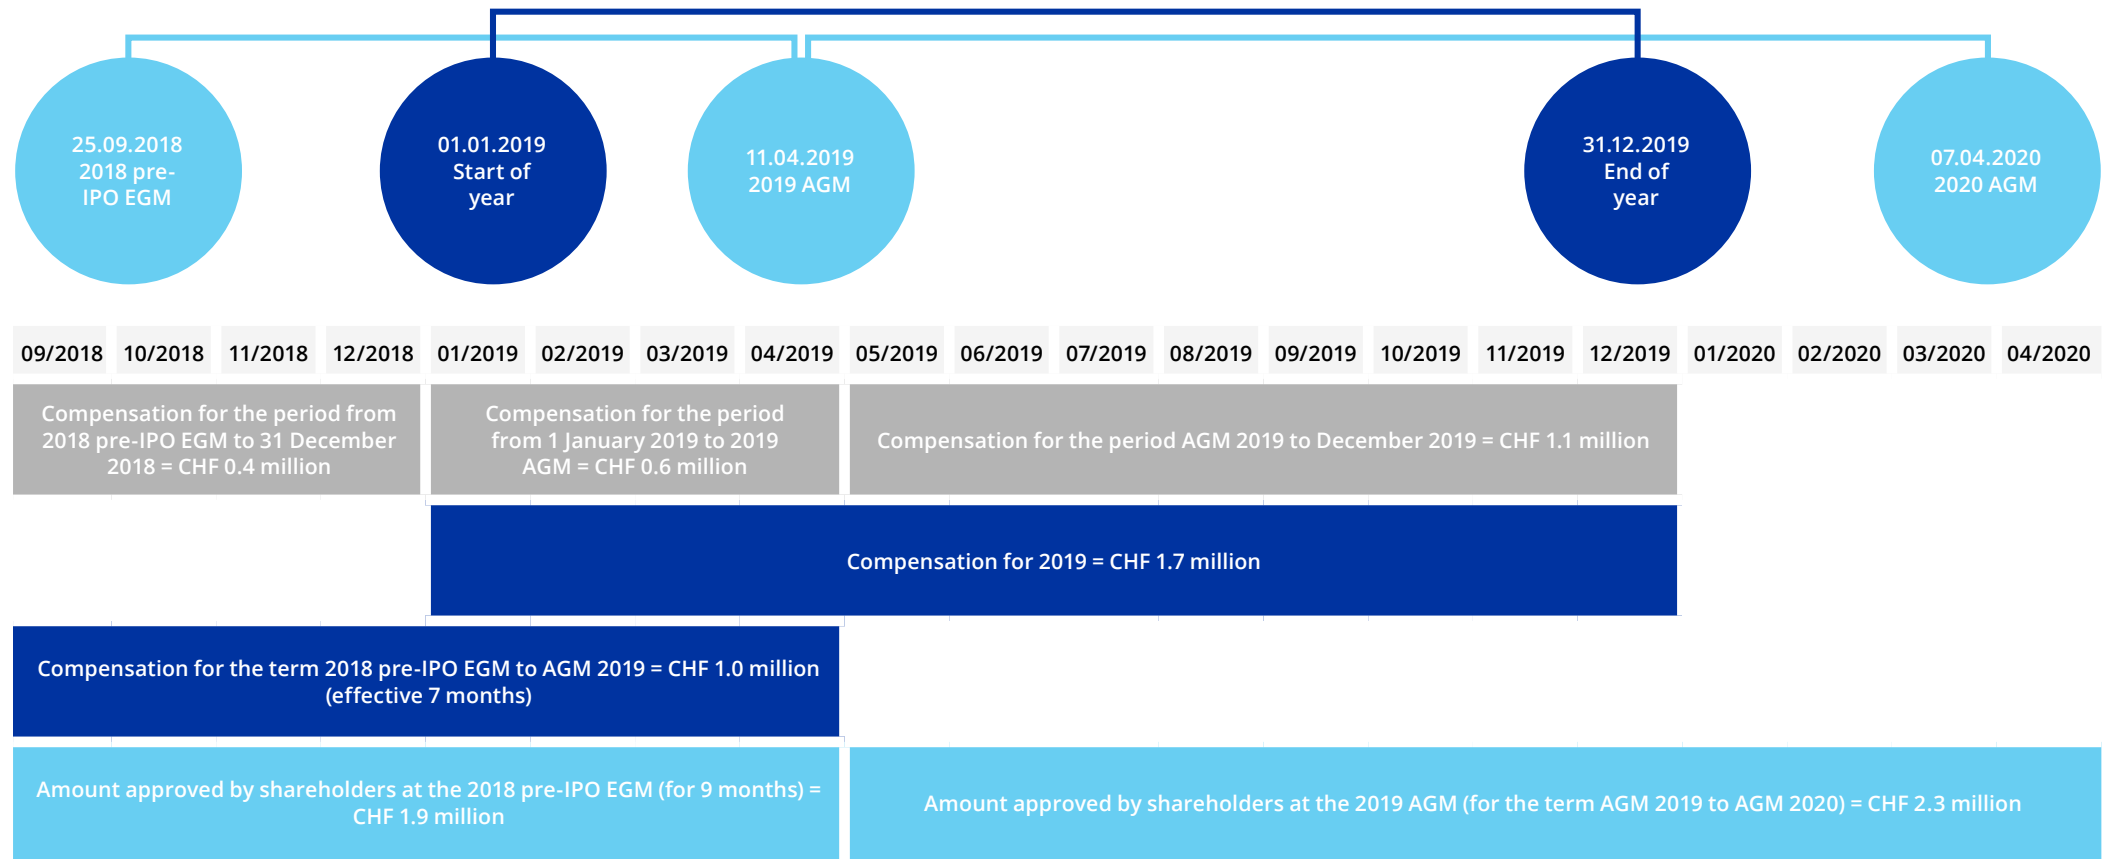 25.09.2018
2018 pre-
IPO EGM
01.01.2019
Start of
year
11.04.2019
2019 AGM
31.12.2019
End of
year
07.04.2020
2020 AGM
09/2018 10/2018 11/2018 12/2018 01/2019 02/2019 03/2019 04/2019 05/2019 06/2019 07/2019 08/2019 09/2019 10/2019 11/2019 12/2019 01/2020 02/2020 03/2020 04/2020
Compensation for the period from
2018 pre-IPO EGM to 31 December
2018 = CHF 0.4 million
Compensation for the period
from 1 January 2019 to 2019
AGM = CHF 0.6 million
Compensation for the period AGM 2019 to December 2019 = CHF 1.1 million
Compensation for 2019 = CHF 1.7 million
Compensation for the term 2018 pre-IPO EGM to AGM 2019 = CHF 1.0 million
(effective 7 months)
Amount approved by shareholders at the 2018 pre-IPO EGM (for 9 months) =
CHF 1.9 million
Amount approved by shareholders at the 2019 AGM (for the term AGM 2019 to AGM 2020) = CHF 2.3 million